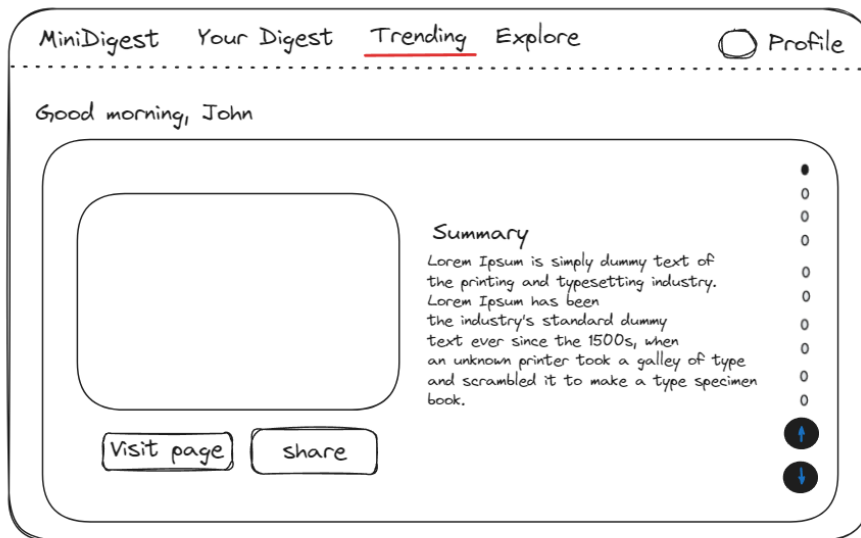 MiniDigest Your Digest Trending Explore Profile
Good morning, John
Summary
Lorem Ipsum is simply dummy text of
the printing and typesetting industry.
Lorem Ipsum has been
the industry's standard dummy
text ever since the 1500s, when
an unknown printer took a galley of type
and scrambled it to make a type specimen
book.
Visit page share